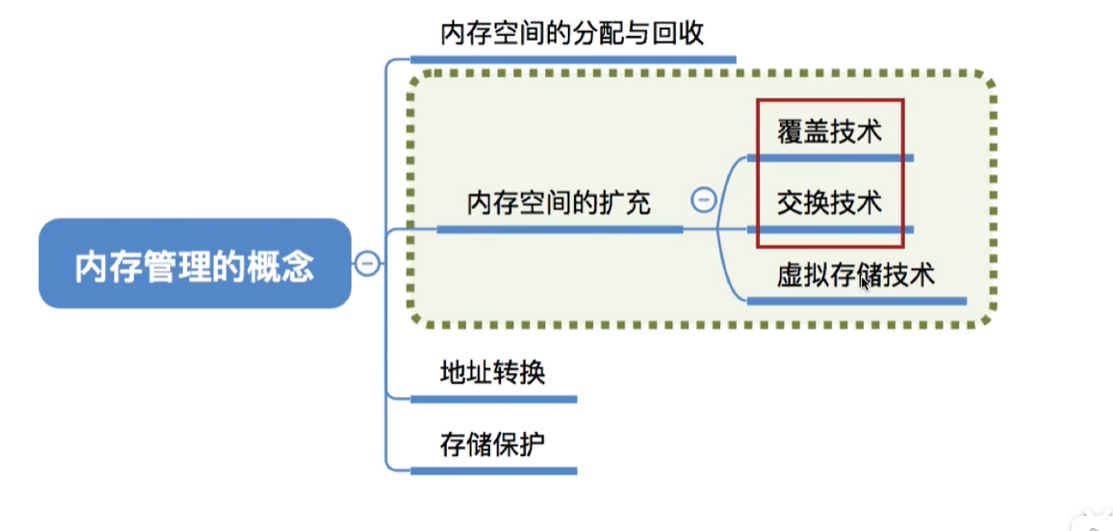 内存空间的分配与回收
覆盖技术
内存空间的扩充
交换技术
内存管理的概念
虚拟存储技术
地址转换
存储保护